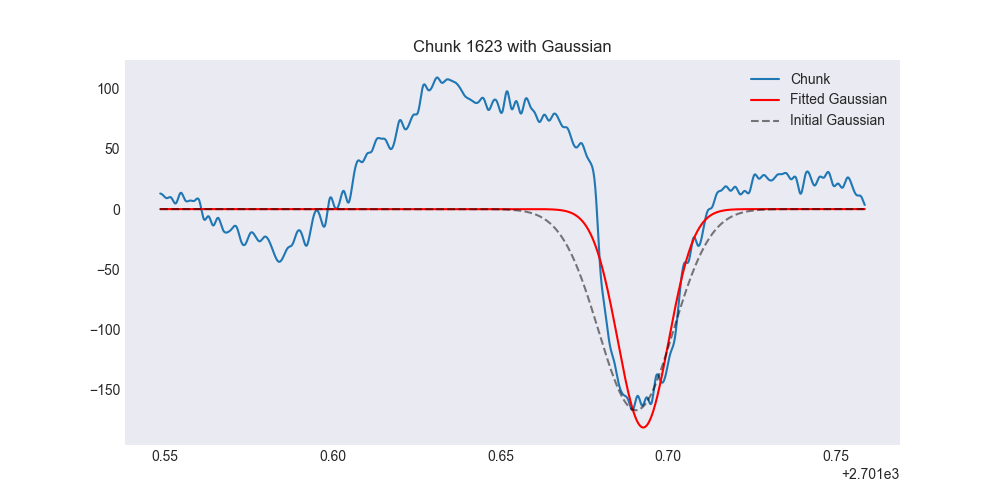 Chunk 1623 with Gaussian
Chunk
Fitted Gaussian
Initial Gaussian
100
50
0
−50
−100
−150
0.55 0.60 0.65 0.70 0.75
+2.701e3